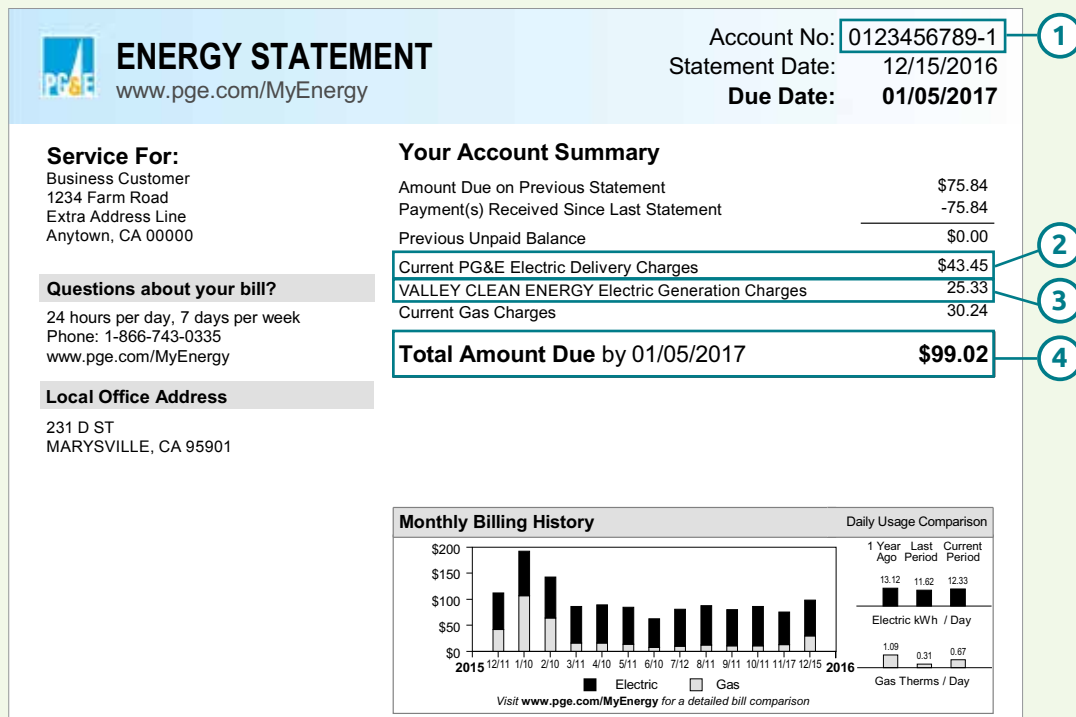 PG&E
ENERGY STATEMENT
www.pge.com/MyEnergy
Account No: 0123456789-1
Statement Date: 12/15/2016
Due Date: 01/05/2017
1
Service For:
Business Customer
1234 Farm Road
Extra Address Line
Anytown, CA 00000
Questions about your bill?
24 hours per day, 7 days per week
Phone: 1-866-743-0335
www.pge.com/MyEnergy
Local Office Address
231 D ST
MARYSVILLE, CA 95901
Your Account Summary
Amount Due on Previous Statement $75.84
Payment(s) Received Since Last Statement -75.84
Previous Unpaid Balance $0.00
Current PG&E Electric Delivery Charges $43.45
2
VALLEY CLEAN ENERGY Electric Generation Charges 25.33
3
Current Gas Charges 30.24
Total Amount Due by 01/05/2017 $99.02
4
Monthly Billing History
$200
$150
$100
$50
$0
2015 12/11 1/10 2/10 3/11 4/10 5/11 6/10 7/12 8/11 9/11 10/11 11/17 12/15 2016
Electric Gas
Visit www.pge.com/MyEnergy for a detailed bill comparison
Daily Usage Comparison
1 Year Ago Last Period Current Period
13.12 11.62 12.33
Electric kWh / Day
1.09 0.31 0.67
Gas Therms / Day